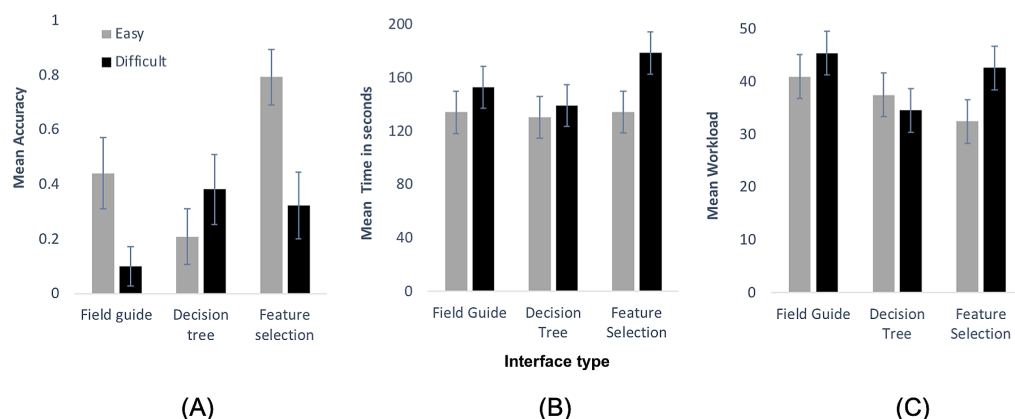 1
0.8
0.6
0.4
0.2
0
Mean Accuracy
Easy
Difficult
Field guide
Decision
tree
Feature
selection
(A)
200
160
120
80
40
0
Mean Time in seconds
Field Guide
Decision
Tree
Feature
Selection
Interface type
(B)
50
40
30
20
10
0
Mean Workload
Field Guide
Decision
Tree
Feature
Selection
(C)